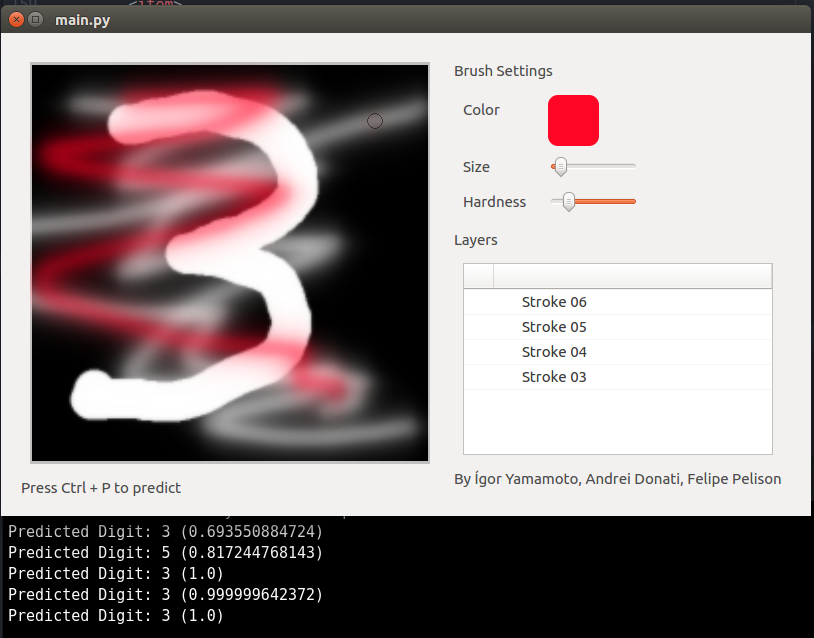 <item>
main.py
Brush Settings
Color
Size
Hardness
Layers
Stroke 06
Stroke 05
Stroke 04
Stroke 03
3
Press Ctrl + P to predict
By Ígor Yamamoto, Andrei Donati, Felipe Pelison
Predicted Digit: 3 (0.693550884724)
Predicted Digit: 5 (0.817244768143)
Predicted Digit: 3 (1.0)
Predicted Digit: 3 (0.999999642372)
Predicted Digit: 3 (1.0)